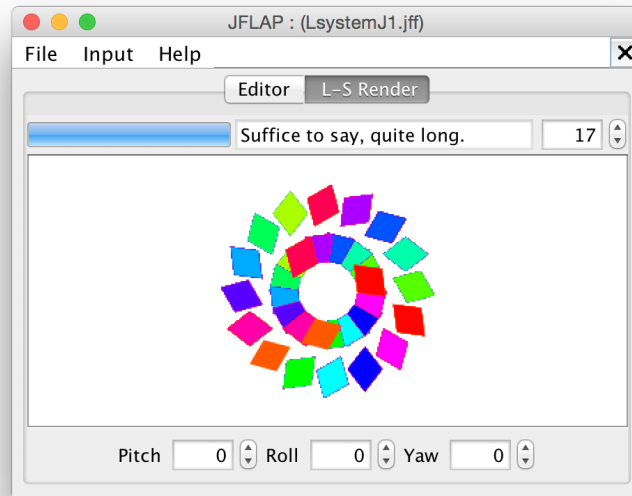 JFLAP : (LsystemJ1.jff)
File Input Help
Editor L-S Render
Suffice to say, quite long. 17
Pitch 0 Roll 0 Yaw 0